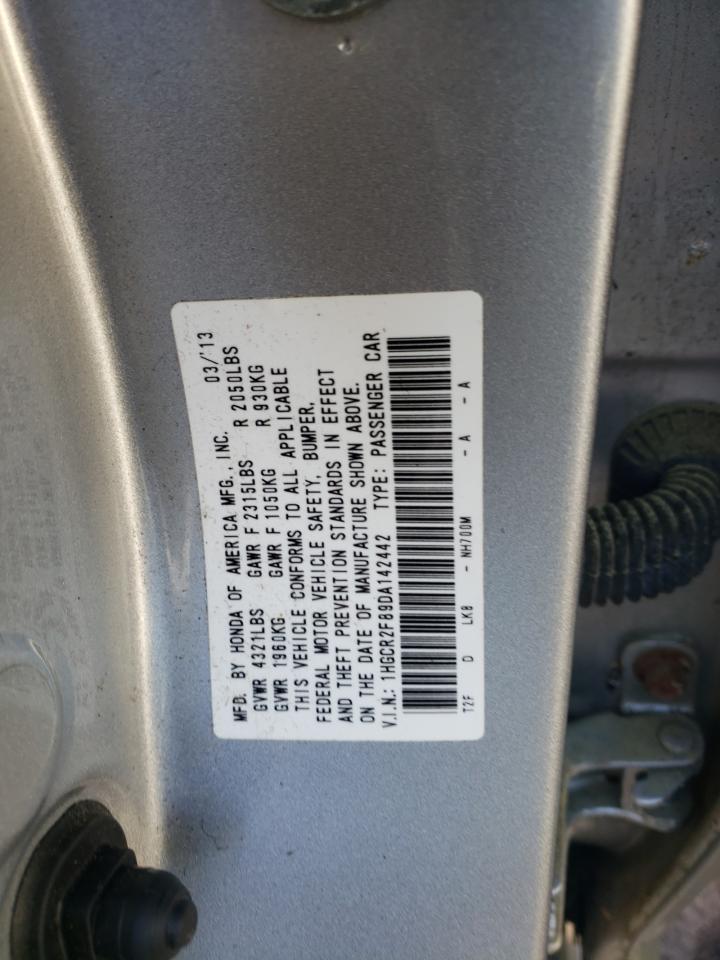 MFD. BY HONDA OF AMERICA MFG., INC. 03/'13
GVWR 4321LBS GAWR F 2315LBS R 2050LBS
GVWR 1960KG GAWR F 1050KG R 930KG
THIS VEHICLE CONFORMS TO ALL APPLICABLE
FEDERAL MOTOR VEHICLE SAFETY, BUMPER,
AND THEFT PREVENTION STANDARDS IN EFFECT
ON THE DATE OF MANUFACTURE SHOWN ABOVE.
V.I.N.: 1HGCR2F89DA142442 TYPE: PASSENGER CAR
T2F D LK8 - NH700M - A - A